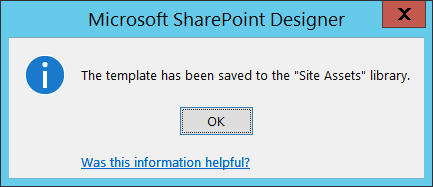 Microsoft SharePoint Designer
The template has been saved to the "Site Assets" library.
OK
Was this information helpful?